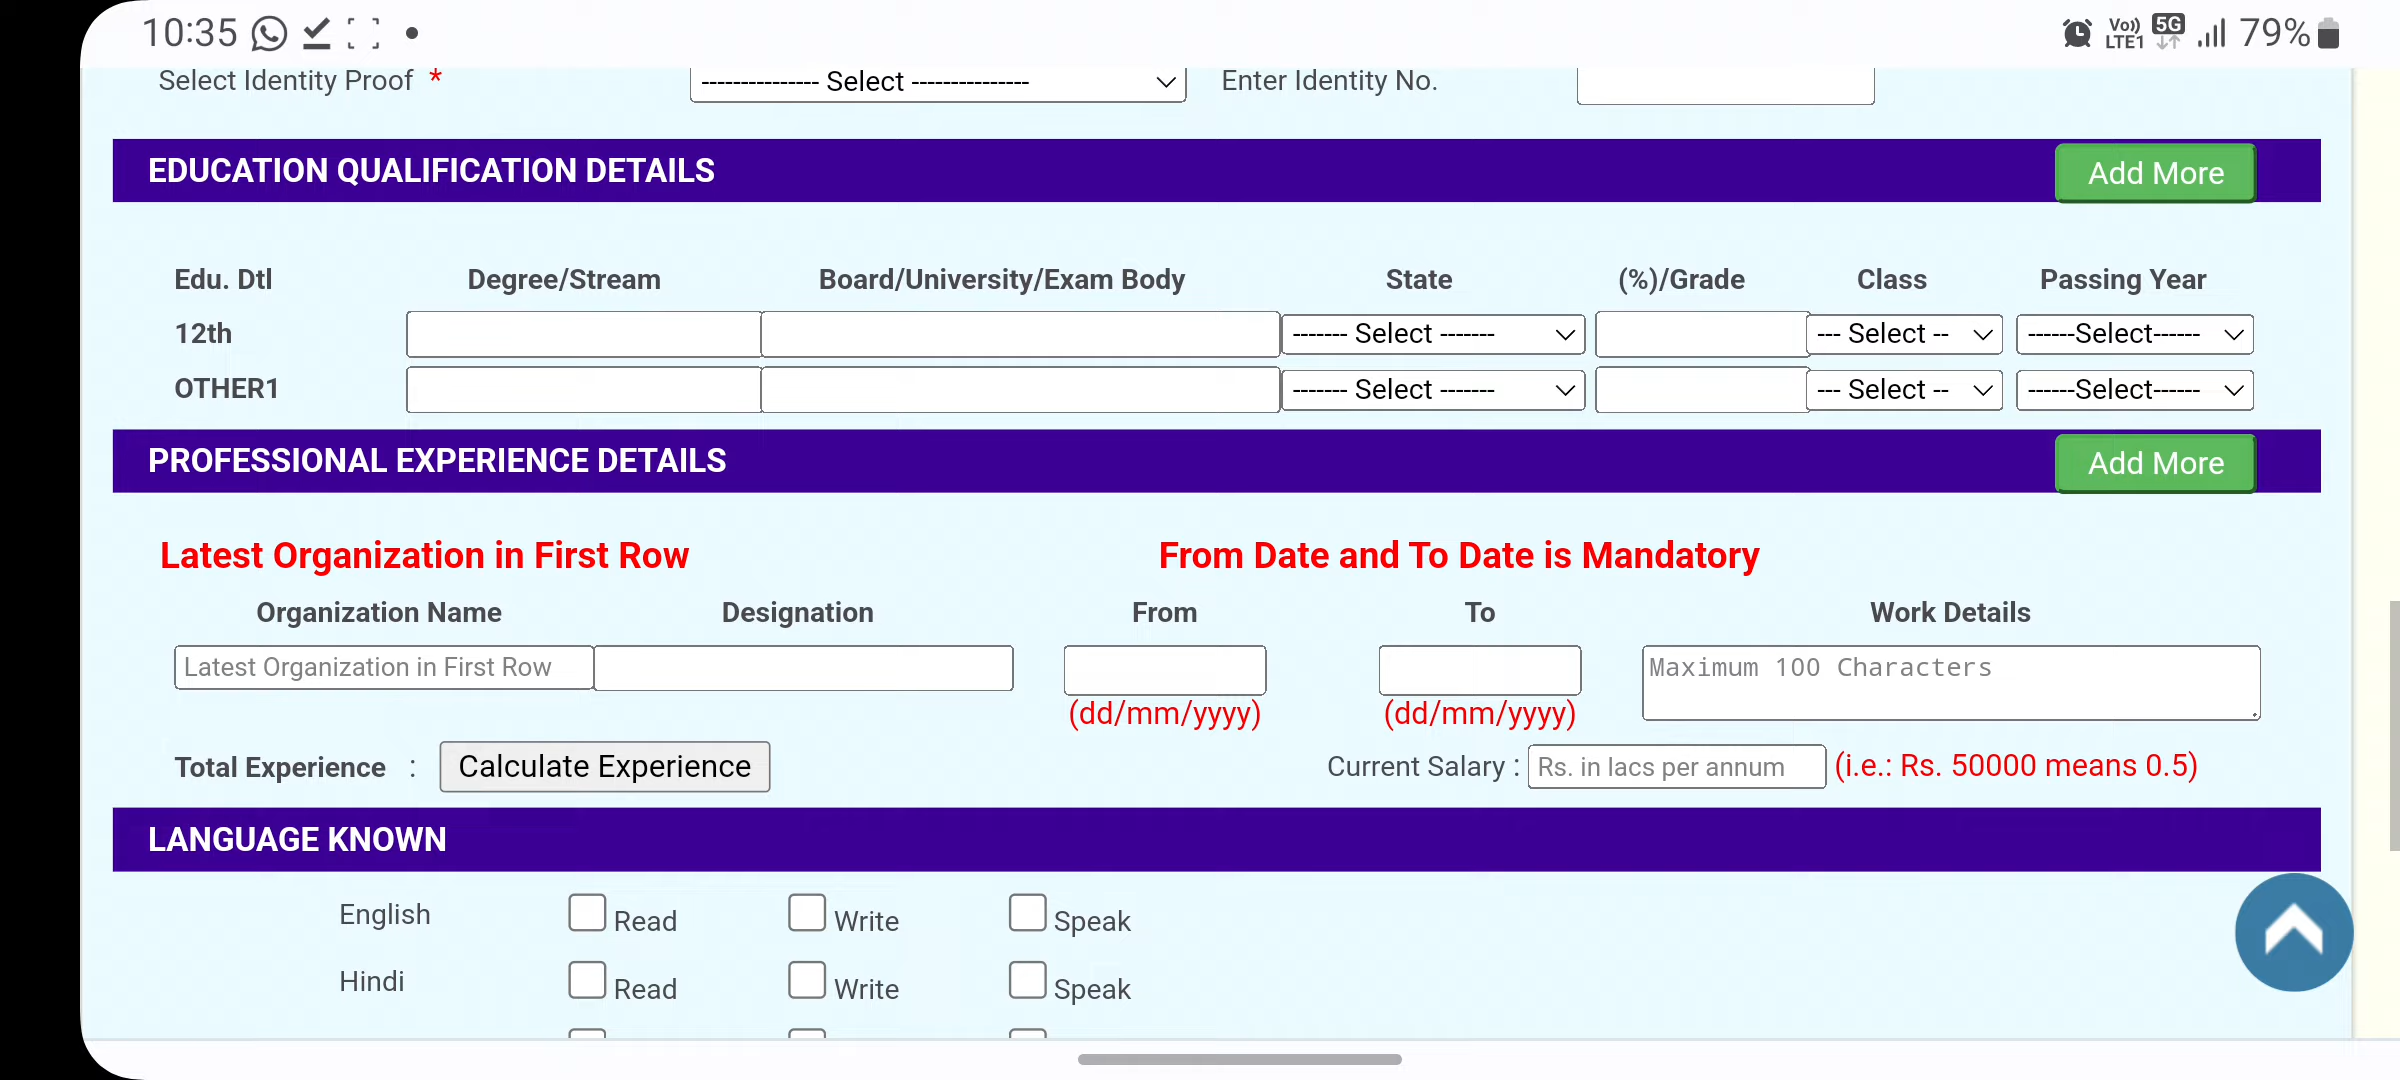 10:35 Vo)) LTE1 5G 79%
Select Identity Proof * --------------- Select --------------- Enter Identity No.
EDUCATION QUALIFICATION DETAILS Add More
Edu. Dtl Degree/Stream Board/University/Exam Body State (%)/Grade Class Passing Year
12th ------- Select ------- --- Select -- ------Select------
OTHER1 ------- Select ------- --- Select -- ------Select------
PROFESSIONAL EXPERIENCE DETAILS Add More
Latest Organization in First Row From Date and To Date is Mandatory
Organization Name Designation From To Work Details
Latest Organization in First Row Maximum 100 Characters
(dd/mm/yyyy) (dd/mm/yyyy)
Total Experience : Calculate Experience Current Salary : Rs. in lacs per annum (i.e.: Rs. 50000 means 0.5)
LANGUAGE KNOWN
English Read Write Speak
Hindi Read Write Speak